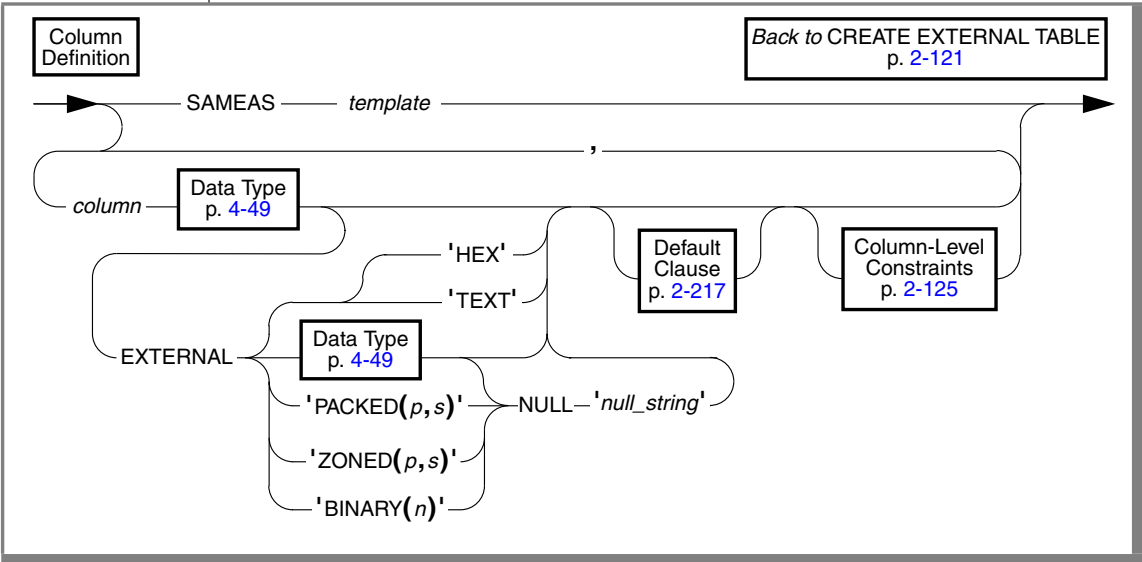 Column
Definition
Back to CREATE EXTERNAL TABLE
p. 2-121
SAMEAS template
,
column
Data Type
p. 4-49
'HEX'
'TEXT'
Default
Clause
p. 2-217
Column-Level
Constraints
p. 2-125
EXTERNAL
Data Type
p. 4-49
'PACKED(p,s)'
NULL 'null_string'
'ZONED(p,s)'
'BINARY(n)'